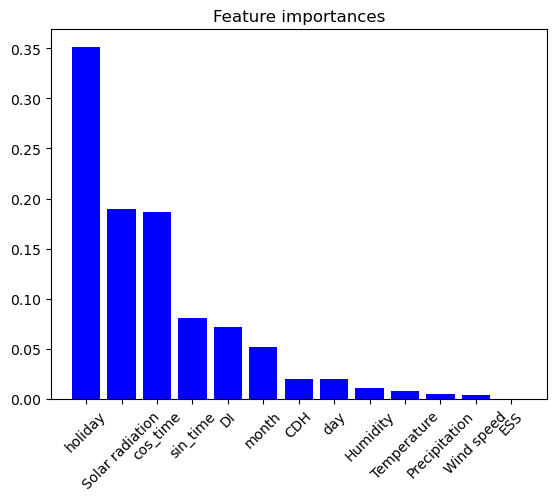 Feature importances
0.35
0.30
0.25
0.20
0.15
0.10
0.05
0.00
holiday
Solar radiation
cos_time
sin_time
DI
month
CDH
day
Humidity
Temperature
Precipitation
Wind speed
ESS